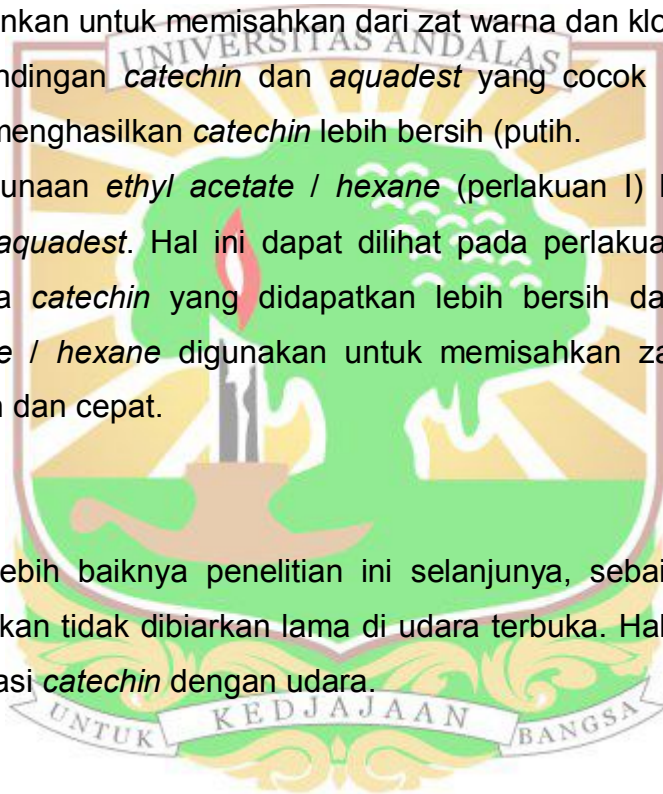 nkan untuk memisahkan dari zat warna dan klo
UNIVERSITAS ANDALAS
ndingan catechin dan aquadest yang cocok
menghasilkan catechin lebih bersih (putih.
unaan ethyl acetate / hexane (perlakuan I)
aquadest. Hal ini dapat dilihat pada perlakua
a catechin yang didapatkan lebih bersih da
e / hexane digunakan untuk memisahkan za
n dan cepat.
ebih baiknya penelitian ini selanjunya, sebai
kan tidak dibiarkan lama di udara terbuka. Hal
asi catechin dengan udara.
UNTUK KEDJAJAAN BANGSA